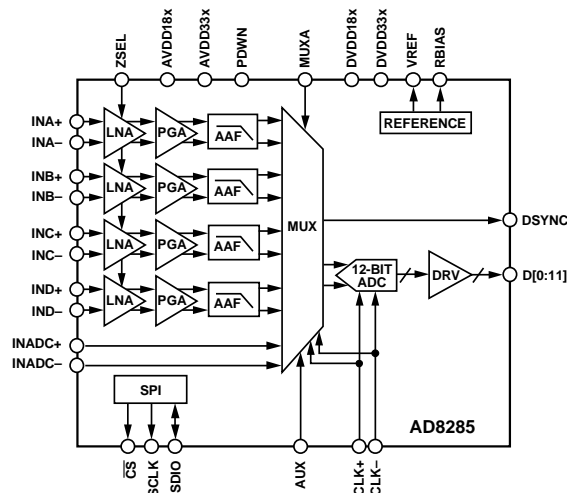 ZSEL
AVDD18x
AVDD33x
PDWN
MUXA
DVDD18x
DVDD33x
VREF
RBIAS
REFERENCE
INA+
INA–
LNA
PGA
AAF
INB+
INB–
LNA
PGA
AAF
MUX
DSYNC
INC+
INC–
LNA
PGA
AAF
12-BIT
ADC
DRV
D[0:11]
IND+
IND–
LNA
PGA
AAF
INADC+
INADC–
SPI
AD8285
CS
SCLK
SDIO
AUX
CLK+
CLK–